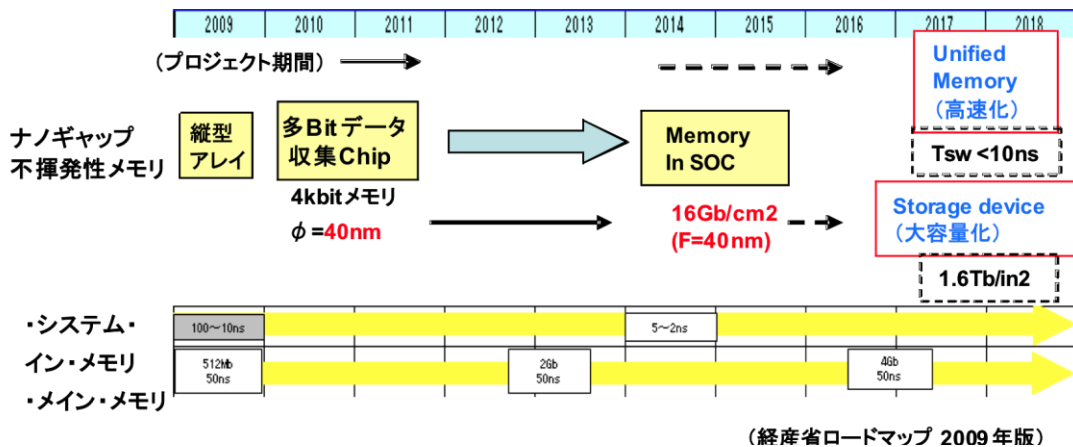 2009 2010 2011 2012 2013 2014 2015 2016 2017 2018
（プロジェクト期間）
Unified
Memory
（高速化）
Tsw <10ns
ナノギャップ
不揮発性メモリ
縦型
アレイ
多Bitデータ
収集Chip
4kbitメモリ
φ=40nm
Memory
In SOC
16Gb/cm2
(F=40nm)
Storage device
（大容量化）
1.6Tb/in2
・システム・
イン・メモリ
・メイン・メモリ
100～10ns
5～2ns
512Mb
50ns
2Gb
50ns
4Gb
50ns
（経産省ロードマップ 2009年版）